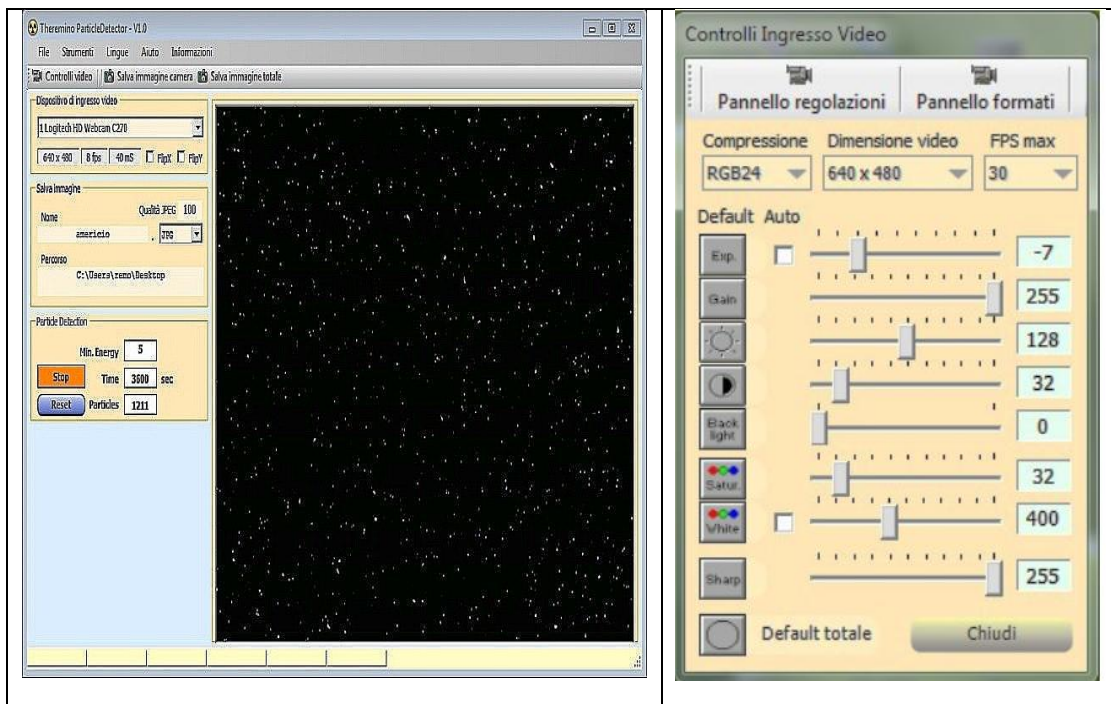 Theremino ParticleDetector - V1.0
File Strumenti Lingue Aiuto Informazioni
Controlli video Salva immagine camera Salva immagine totale
Dispositivo di ingresso video
1 Logitech HD Webcam C270
640 x 480 8 fps 40 mS FlipX FlipY
Salva immagine
Nome Qualità JPEG 100
americio . JPG
Percorso
C:\Users\remo\Desktop
Particle Detection
Min. Energy 5
Stop Time 3600 sec
Reset Particles 1211
Controlli Ingresso Video
Pannello regolazioni Pannello formati
Compressione Dimensione video FPS max
RGB24 640 x 480 30
Default Auto
Exp. -7
Gain 255
128
32
Back
light 0
Satur. 32
White 400
Sharp 255
Default totale Chiudi